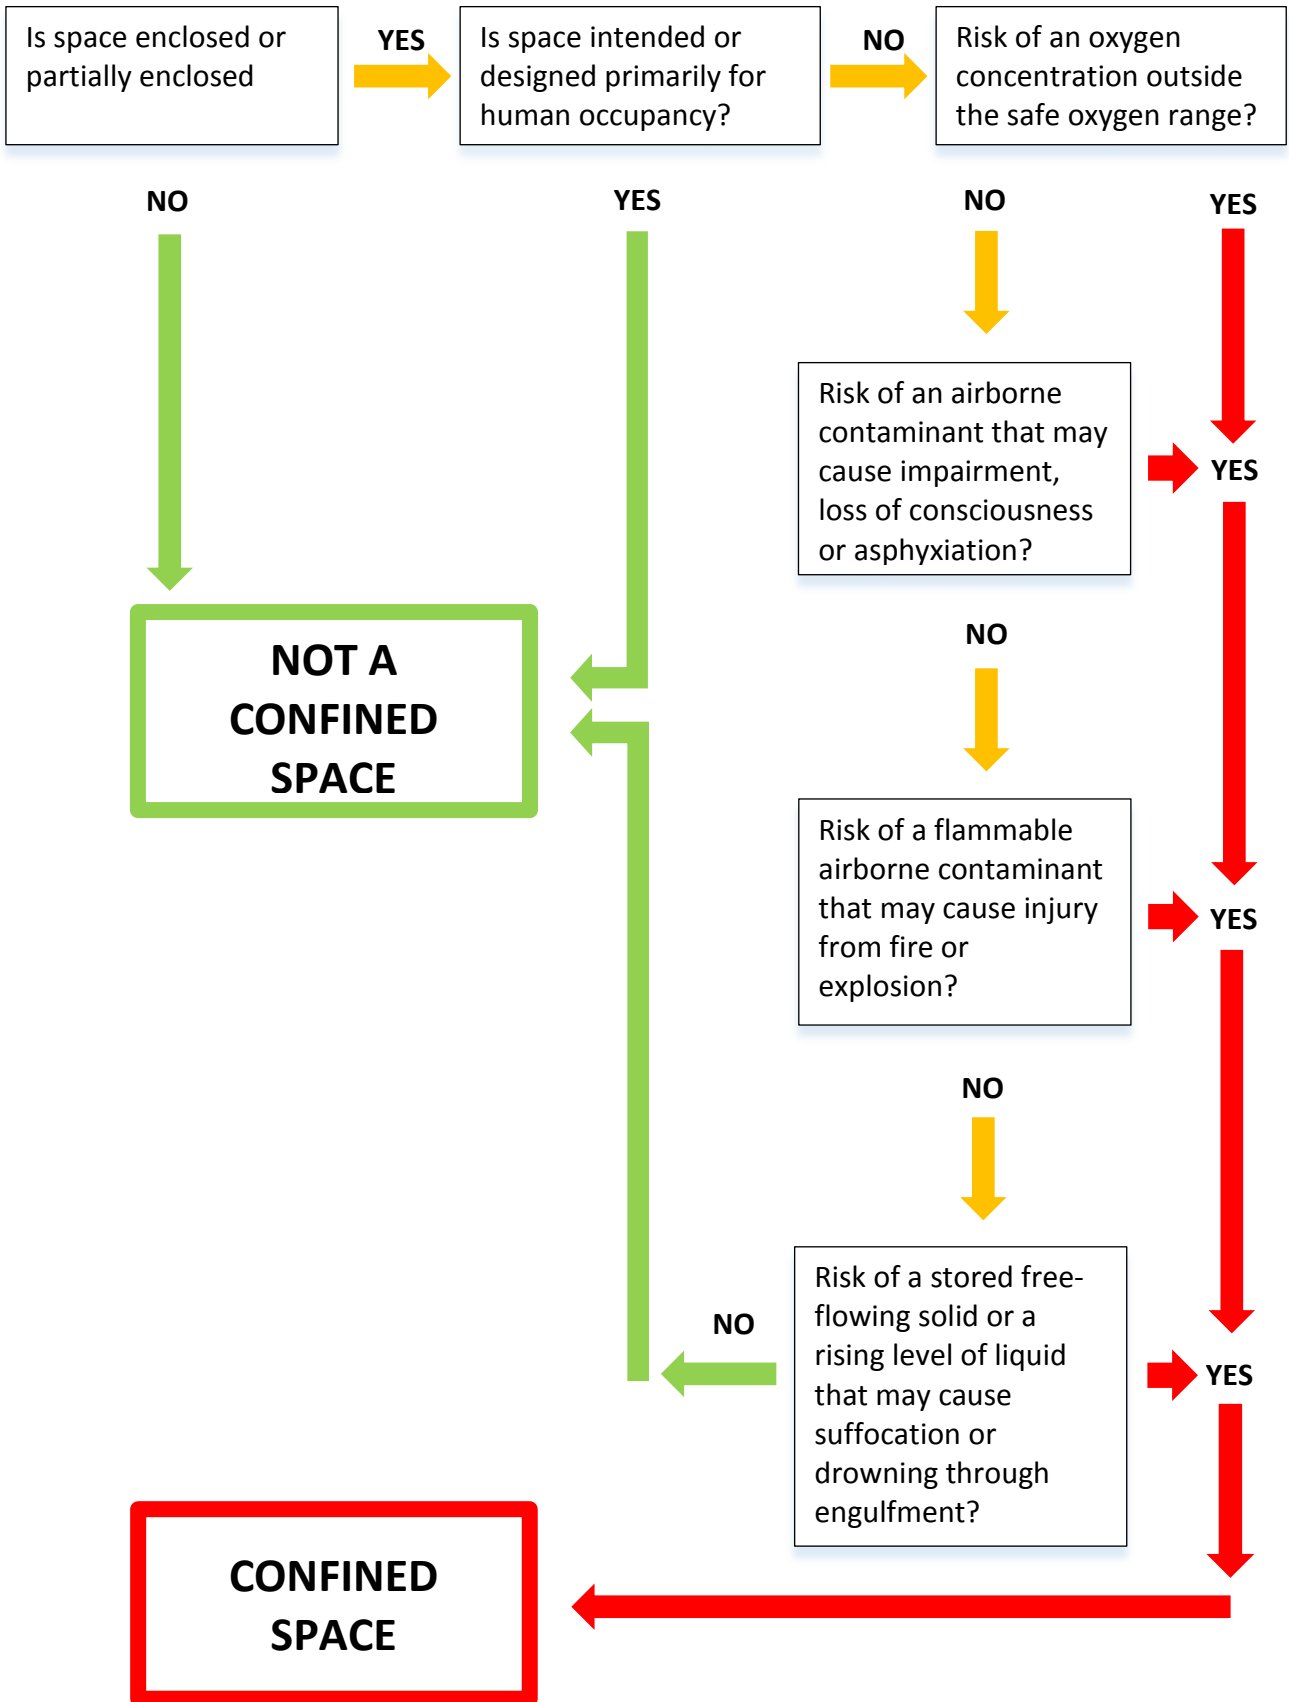 Is space enclosed or
partially enclosed
YES
Is space intended or
designed primarily for
human occupancy?
NO
Risk of an oxygen
concentration outside
the safe oxygen range?
NO
YES
NO
YES
Risk of an airborne
contaminant that may
cause impairment,
loss of consciousness
or asphyxiation?
YES
NOT A
CONFINED
SPACE
NO
Risk of a flammable
airborne contaminant
that may cause injury
from fire or
explosion?
YES
NO
Risk of a stored free-
flowing solid or a
rising level of liquid
that may cause
suffocation or
drowning through
engulfment?
NO
YES
CONFINED
SPACE